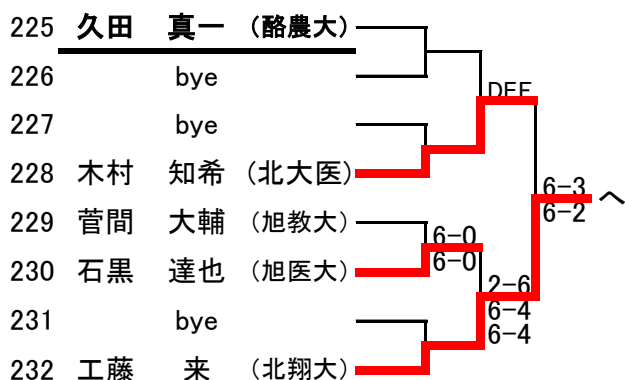 225 久田 真一 (酪農大)
226 bye
DEF
227 bye
228 木村 知希 (北大医)
6-3
6-2
へ
229 菅間 大輔 (旭教大)
6-0
6-0
230 石黒 達也 (旭医大)
2-6
6-4
6-4
231 bye
232 工藤 来 (北翔大)